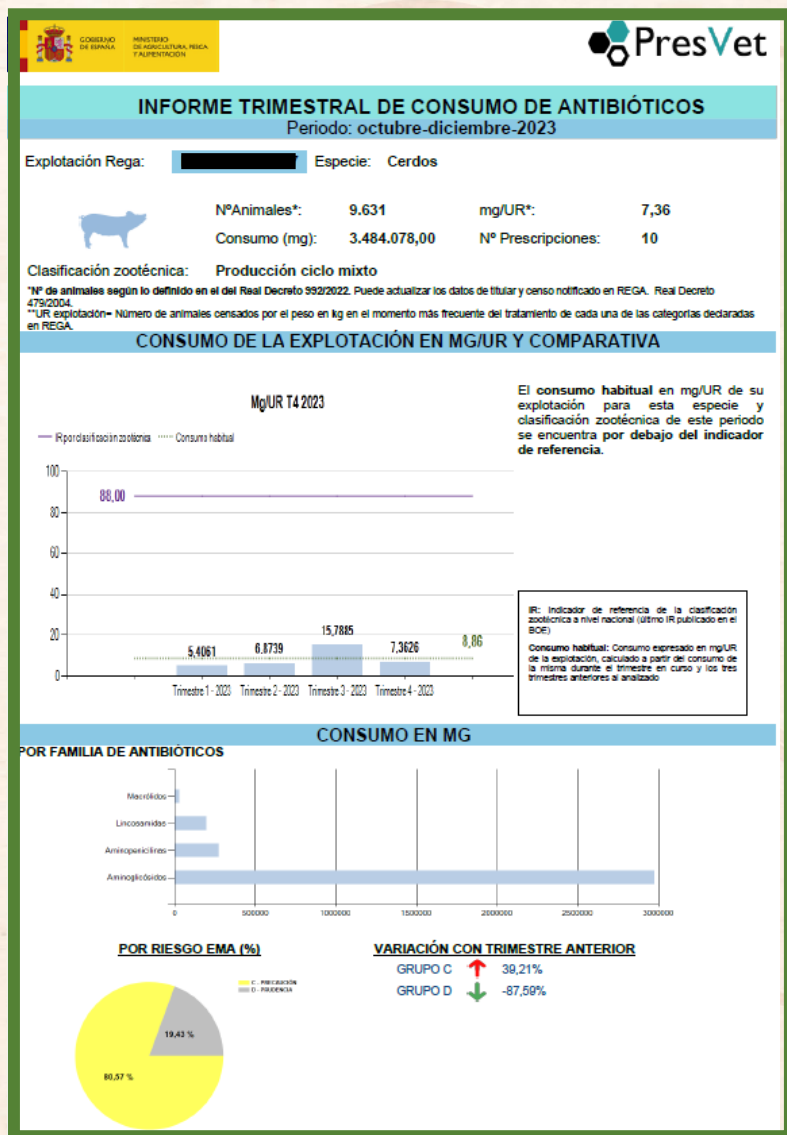 GOBIERNO DE ESPAÑA
MINISTERIO DE AGRICULTURA, PESCA Y ALIMENTACIÓN
PresVet
INFORME TRIMESTRAL DE CONSUMO DE ANTIBIÓTICOS
Periodo: octubre-diciembre-2023
Explotación Rega: Especie: Cerdos
NºAnimales*: 9.631 mg/UR*: 7,36
Consumo (mg): 3.484.078,00 Nº Prescripciones: 10
Clasificación zootécnica: Producción ciclo mixto
*Nº de animales según lo definido en el del Real Decreto 992/2022. Puede actualizar los datos de titular y censo notificado en REGA. Real Decreto
479/2004.
**UR explotación= Número de animales censados por el peso en kg en el momento más frecuente del tratamiento de cada una de las categorías declaradas
en REGA.
CONSUMO DE LA EXPLOTACIÓN EN MG/UR Y COMPARATIVA
Mg/UR T4 2023
IR por clasificación zootécnica Consumo habitual
100
88,00
80
60
40
20
0
5,4061
6,8739
15,7885
7,3626
8,86
Trimestre 1 - 2023 Trimestre 2 - 2023 Trimestre 3 - 2023 Trimestre 4 - 2023
El consumo habitual en mg/UR de su
explotación para esta especie y
clasificación zootécnica de este periodo
se encuentra por debajo del indicador
de referencia.
IR: Indicador de referencia de la clasificación
zootécnica a nivel nacional (último IR publicado en el
BOE)
Consumo habitual: Consumo expresado en mg/UR
de la explotación, calculado a partir del consumo de
la misma durante el trimestre en curso y los tres
trimestres anteriores al analizado
CONSUMO EN MG
POR FAMILIA DE ANTIBIÓTICOS
Macrólidos
Lincosamidas
Aminopenicilinas
Aminoglicósidos
0 500000 1000000 1500000 2000000 2500000 3000000
POR RIESGO EMA (%)
C - PRECAUCIÓN
D - PRUDENCIA
19,43 %
80,57 %
VARIACIÓN CON TRIMESTRE ANTERIOR
GRUPO C 39,21%
GRUPO D -87,59%